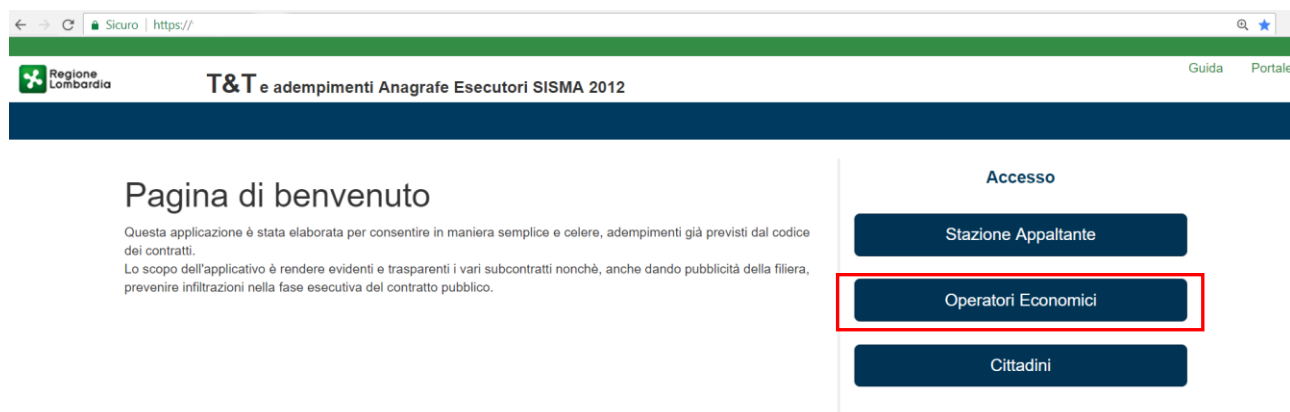 Sicuro | https://
Regione
Lombardia
T&T e adempimenti Anagrafe Esecutori SISMA 2012
Guida Portale
Pagina di benvenuto
Questa applicazione è stata elaborata per consentire in maniera semplice e celere, adempimenti già previsti dal codice
dei contratti.
Lo scopo dell'applicativo è rendere evidenti e trasparenti i vari subcontratti nonchè, anche dando pubblicità della filiera,
prevenire infiltrazioni nella fase esecutiva del contratto pubblico.
Accesso
Stazione Appaltante
Operatori Economici
Cittadini